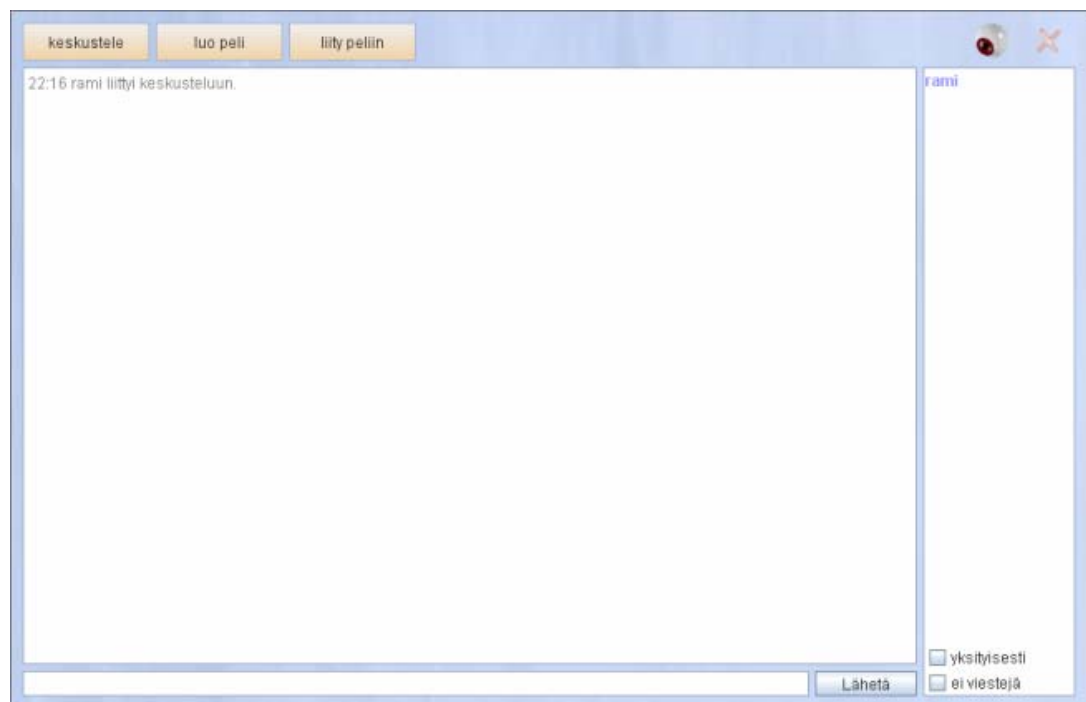 keskustele luo peli liity peliin
22:16 rami liittyi keskusteluun.
rami
yksityisesti
Lähetä ei viestejä